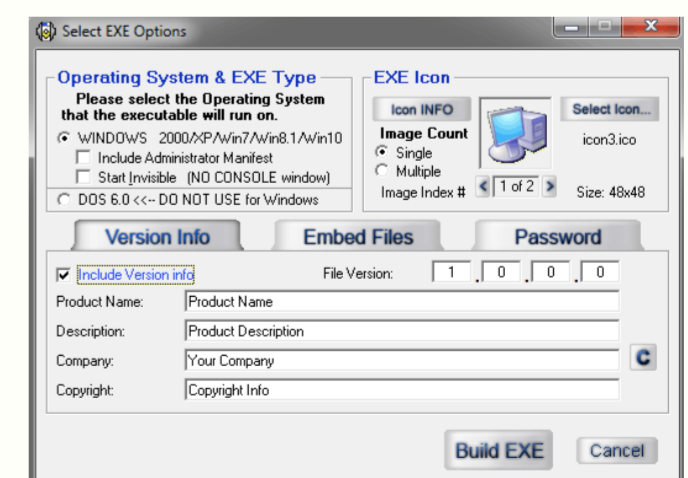 Select EXE Options
Operating System & EXE Type
Please select the Operating System
that the executable will run on.
WINDOWS 2000/XP/Win7/Win8.1/Win10
Include Administrator Manifest
Start Invisible (NO CONSOLE window)
DOS 6.0 <<-- DO NOT USE for Windows
EXE Icon
Icon INFO
Select Icon...
Image Count
icon3.ico
Single
Multiple
Image Index # < 1 of 2 > Size: 48x48
Version Info Embed Files Password
Include Version info File Version: 1 . 0 . 0 . 0
Product Name: Product Name
Description: Product Description
Company: Your Company C
Copyright: Copyright Info
Build EXE Cancel